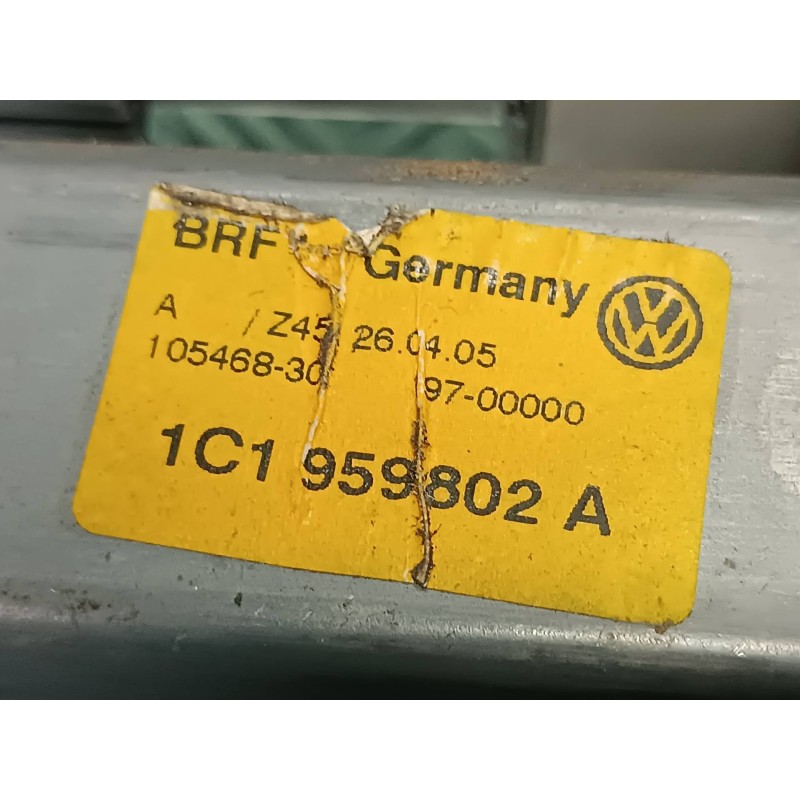 BRF Germany
A / Z45 26.04.05
105468-30 97-00000
1C1 959802 A